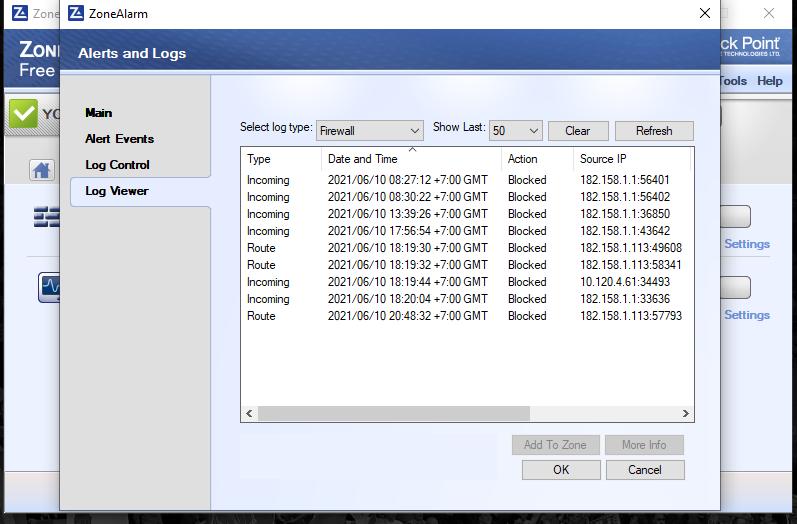 Zone
ZoneAlarm
ZON
Free
ck Point
TECHNOLOGIES LTD.
Tools Help
YO
Alerts and Logs
Main
Alert Events
Log Control
Log Viewer
Select log type: Firewall Show Last: 50 Clear Refresh
Type Date and Time Action Source IP
Incoming 2021/06/10 08:27:12 +7:00 GMT Blocked 182.158.1.1:56401
Incoming 2021/06/10 08:30:22 +7:00 GMT Blocked 182.158.1.1:56402
Incoming 2021/06/10 13:39:26 +7:00 GMT Blocked 182.158.1.1:36850
Incoming 2021/06/10 17:56:54 +7:00 GMT Blocked 182.158.1.1:43642
Route 2021/06/10 18:19:30 +7:00 GMT Blocked 182.158.1.113:49608
Route 2021/06/10 18:19:32 +7:00 GMT Blocked 182.158.1.113:58341
Incoming 2021/06/10 18:19:44 +7:00 GMT Blocked 10.120.4.61:34493
Incoming 2021/06/10 18:20:04 +7:00 GMT Blocked 182.158.1.1:33636
Route 2021/06/10 20:48:32 +7:00 GMT Blocked 182.158.1.113:57793
Settings
Settings
Add To Zone More Info
OK Cancel